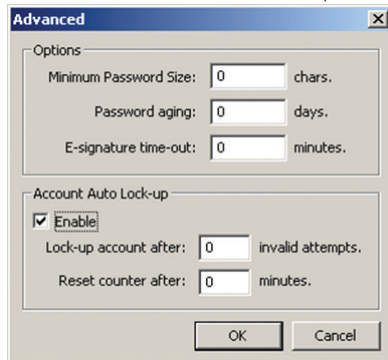 Advanced
Options
Minimum Password Size: 0 chars.
Password aging: 0 days.
E-signature time-out: 0 minutes.
Account Auto Lock-up
Enable
Lock-up account after: 0 invalid attempts.
Reset counter after: 0 minutes.
OK Cancel